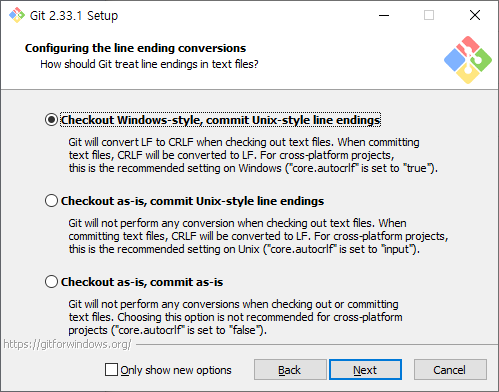 Git 2.33.1 Setup
Configuring the line ending conversions
How should Git treat line endings in text files?
Checkout Windows-style, commit Unix-style line endings
Git will convert LF to CRLF when checking out text files. When committing
text files, CRLF will be converted to LF. For cross-platform projects,
this is the recommended setting on Windows ("core.autocrlf" is set to "true").
Checkout as-is, commit Unix-style line endings
Git will not perform any conversion when checking out text files. When
committing text files, CRLF will be converted to LF. For cross-platform projects,
this is the recommended setting on Unix ("core.autocrlf" is set to "input").
Checkout as-is, commit as-is
Git will not perform any conversions when checking out or committing
text files. Choosing this option is not recommended for cross-platform
projects ("core.autocrlf" is set to "false").
https://gitforwindows.org/
Only show new options
Back
Next
Cancel